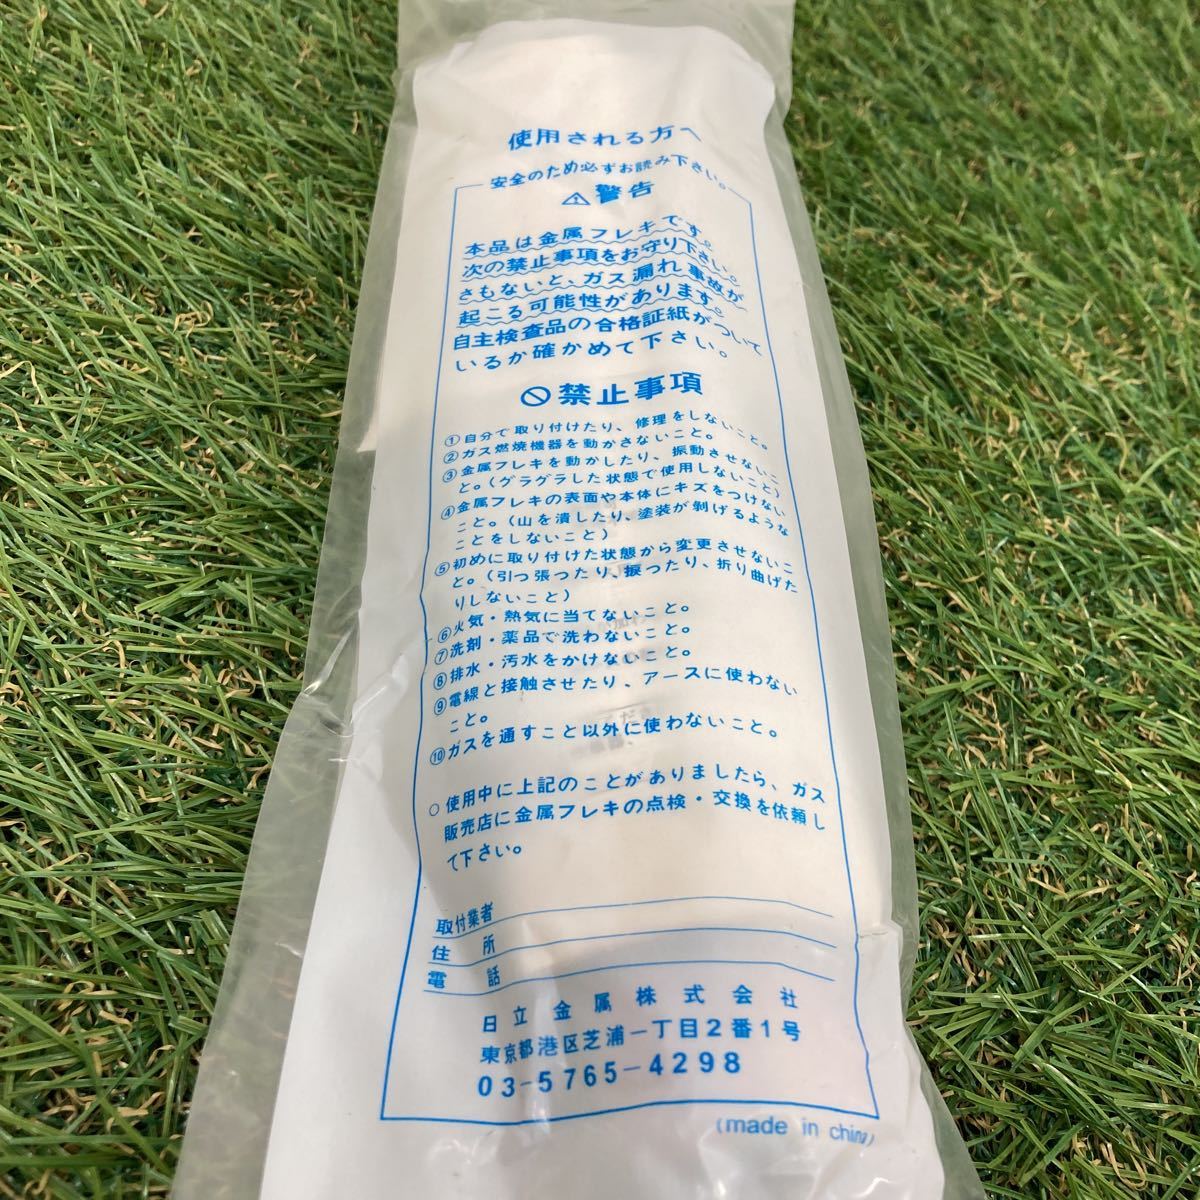 使用される方へ
安全のため必ずお読み下さい。
⚠警告
本品は金属フレキです。
次の禁止事項をお守り下さい。
さもないと、ガス漏れ事故が
起こる可能性があります。
自主検査品の合格証紙がついて
いるか確かめて下さい。
🚫禁止事項
①自分で取り付けたり、修理をしないこと。
②ガス燃焼機器を動かさないこと。
③金属フレキを動かしたり、振動させないこ
と。(グラグラした状態で使用しないこと)
④金属フレキの表面や本体にキズをつけない
こと。(山を潰したり、塗装が剥げるような
ことをしないこと)
⑤初めに取り付けた状態から変更させないこ
と。(引っ張ったり、捩ったり、折り曲げた
りしないこと)
⑥火気・熱気に当てないこと。
⑦洗剤・薬品で洗わないこと。
⑧排水・汚水をかけないこと。
⑨電線と接触させたり、アースに使わない
こと。
⑩ガスを通すこと以外に使わないこと。
○使用中に上記のことがありましたら、ガス
販売店に金属フレキの点検・交換を依頼し
て下さい。
取付業者
住所
電話
日立金属株式会社
東京都港区芝浦一丁目2番1号
03-5765-4298
(made in china)